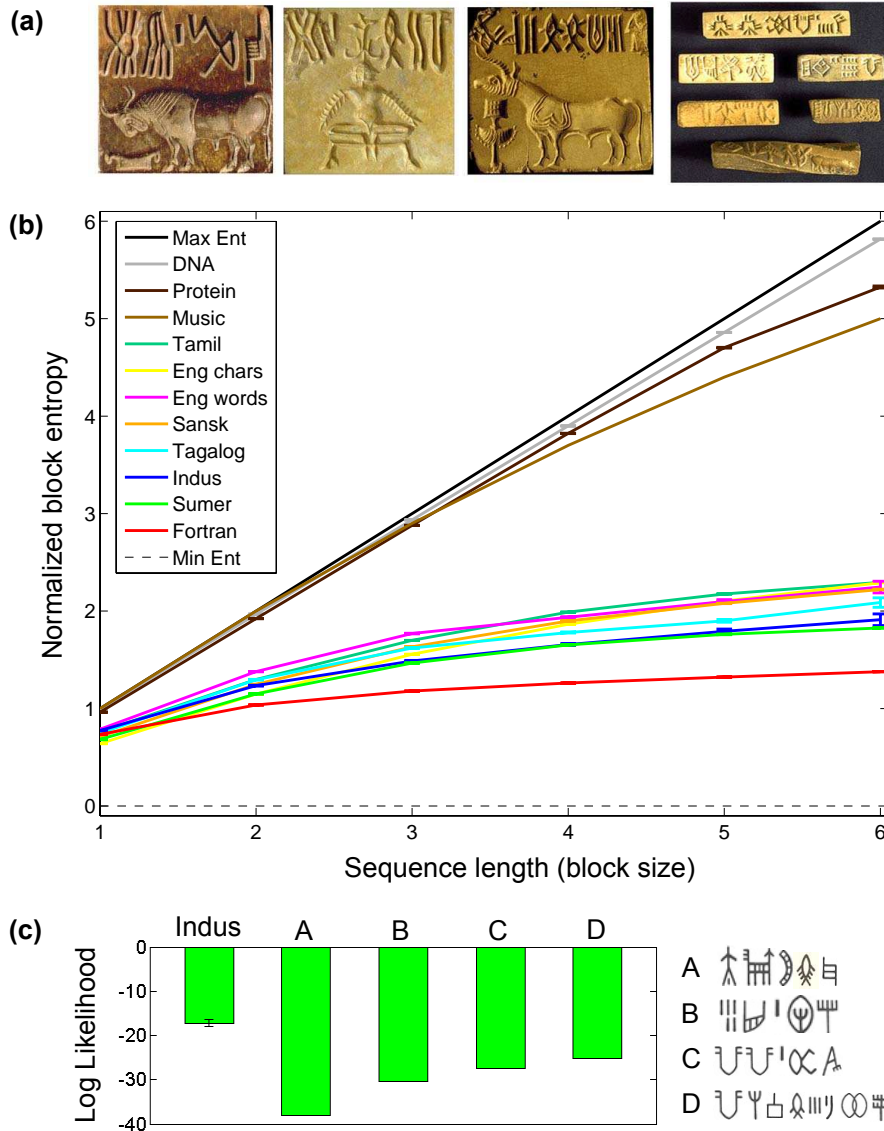 (a)
(b)
Normalized block entropy
6
5
4
3
2
1
0
Max Ent
DNA
Protein
Music
Tamil
Eng chars
Eng words
Sansk
Tagalog
Indus
Sumer
Fortran
Min Ent
1 2 3 4 5 6
Sequence length (block size)
(c)
Indus A B C D
Log Likelihood
0
-10
-20
-30
-40
A
B
C
D